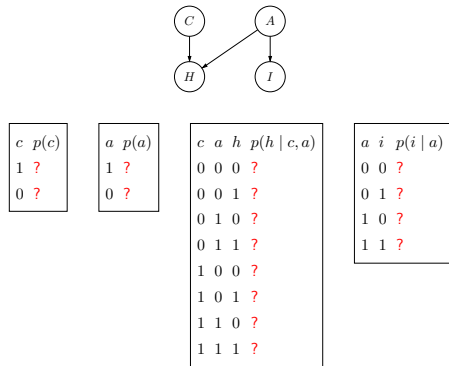 C A
H I
c p(c)
1 ?
0 ?
a p(a)
1 ?
0 ?
c a h p(h | c, a)
0 0 0 ?
0 0 1 ?
0 1 0 ?
0 1 1 ?
1 0 0 ?
1 0 1 ?
1 1 0 ?
1 1 1 ?
a i p(i | a)
0 0 ?
0 1 ?
1 0 ?
1 1 ?